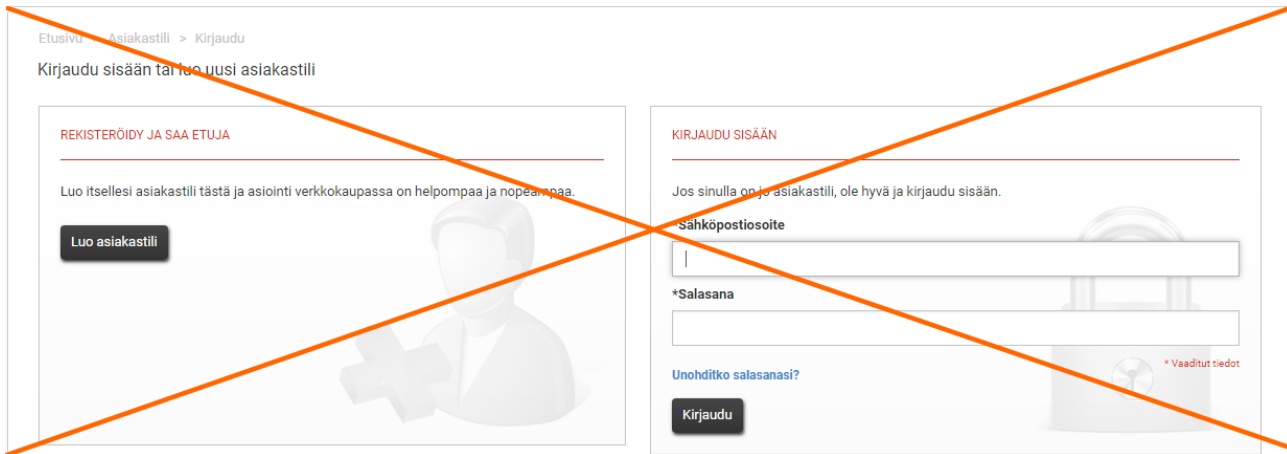 Etusivu > Asiakastili > Kirjaudu
Kirjaudu sisään tai luo uusi asiakastili
REKISTERÖIDY JA SAA ETUJA
Luo itsellesi asiakastili tästä ja asiointi verkkokaupassa on helpompaa ja nopeampaa.
Luo asiakastili
KIRJAUDU SISÄÄN
Jos sinulla on jo asiakastili, ole hyvä ja kirjaudu sisään.
*Sähköpostiosoite
*Salasana
* Vaaditut tiedot
Unohditko salasanasi?
Kirjaudu